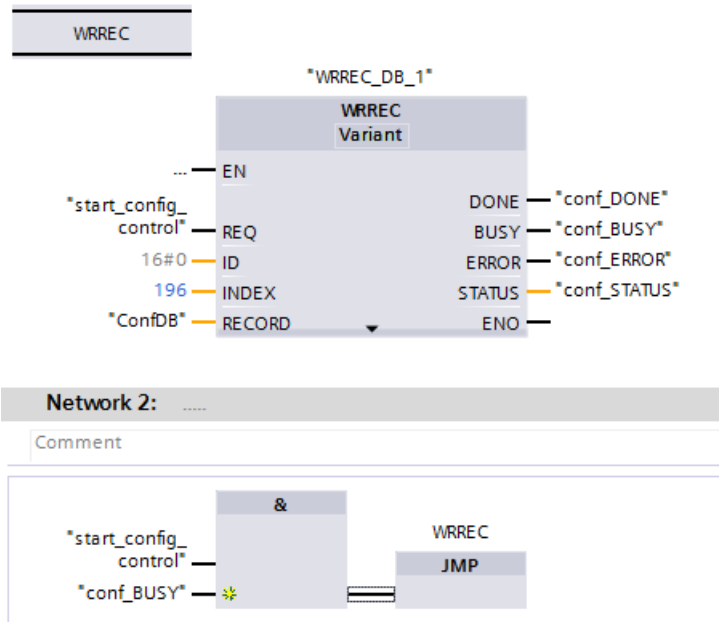 WRREC
"WRREC_DB_1"
WRREC
Variant
... EN
DONE "conf_DONE"
"start_config_
control" REQ
BUSY "conf_BUSY"
16#0 ID
ERROR "conf_ERROR"
196 INDEX
STATUS "conf_STATUS"
"ConfDB" RECORD
ENO
Network 2: .....
Comment
&
"start_config_
control"
WRREC
JMP
"conf_BUSY"